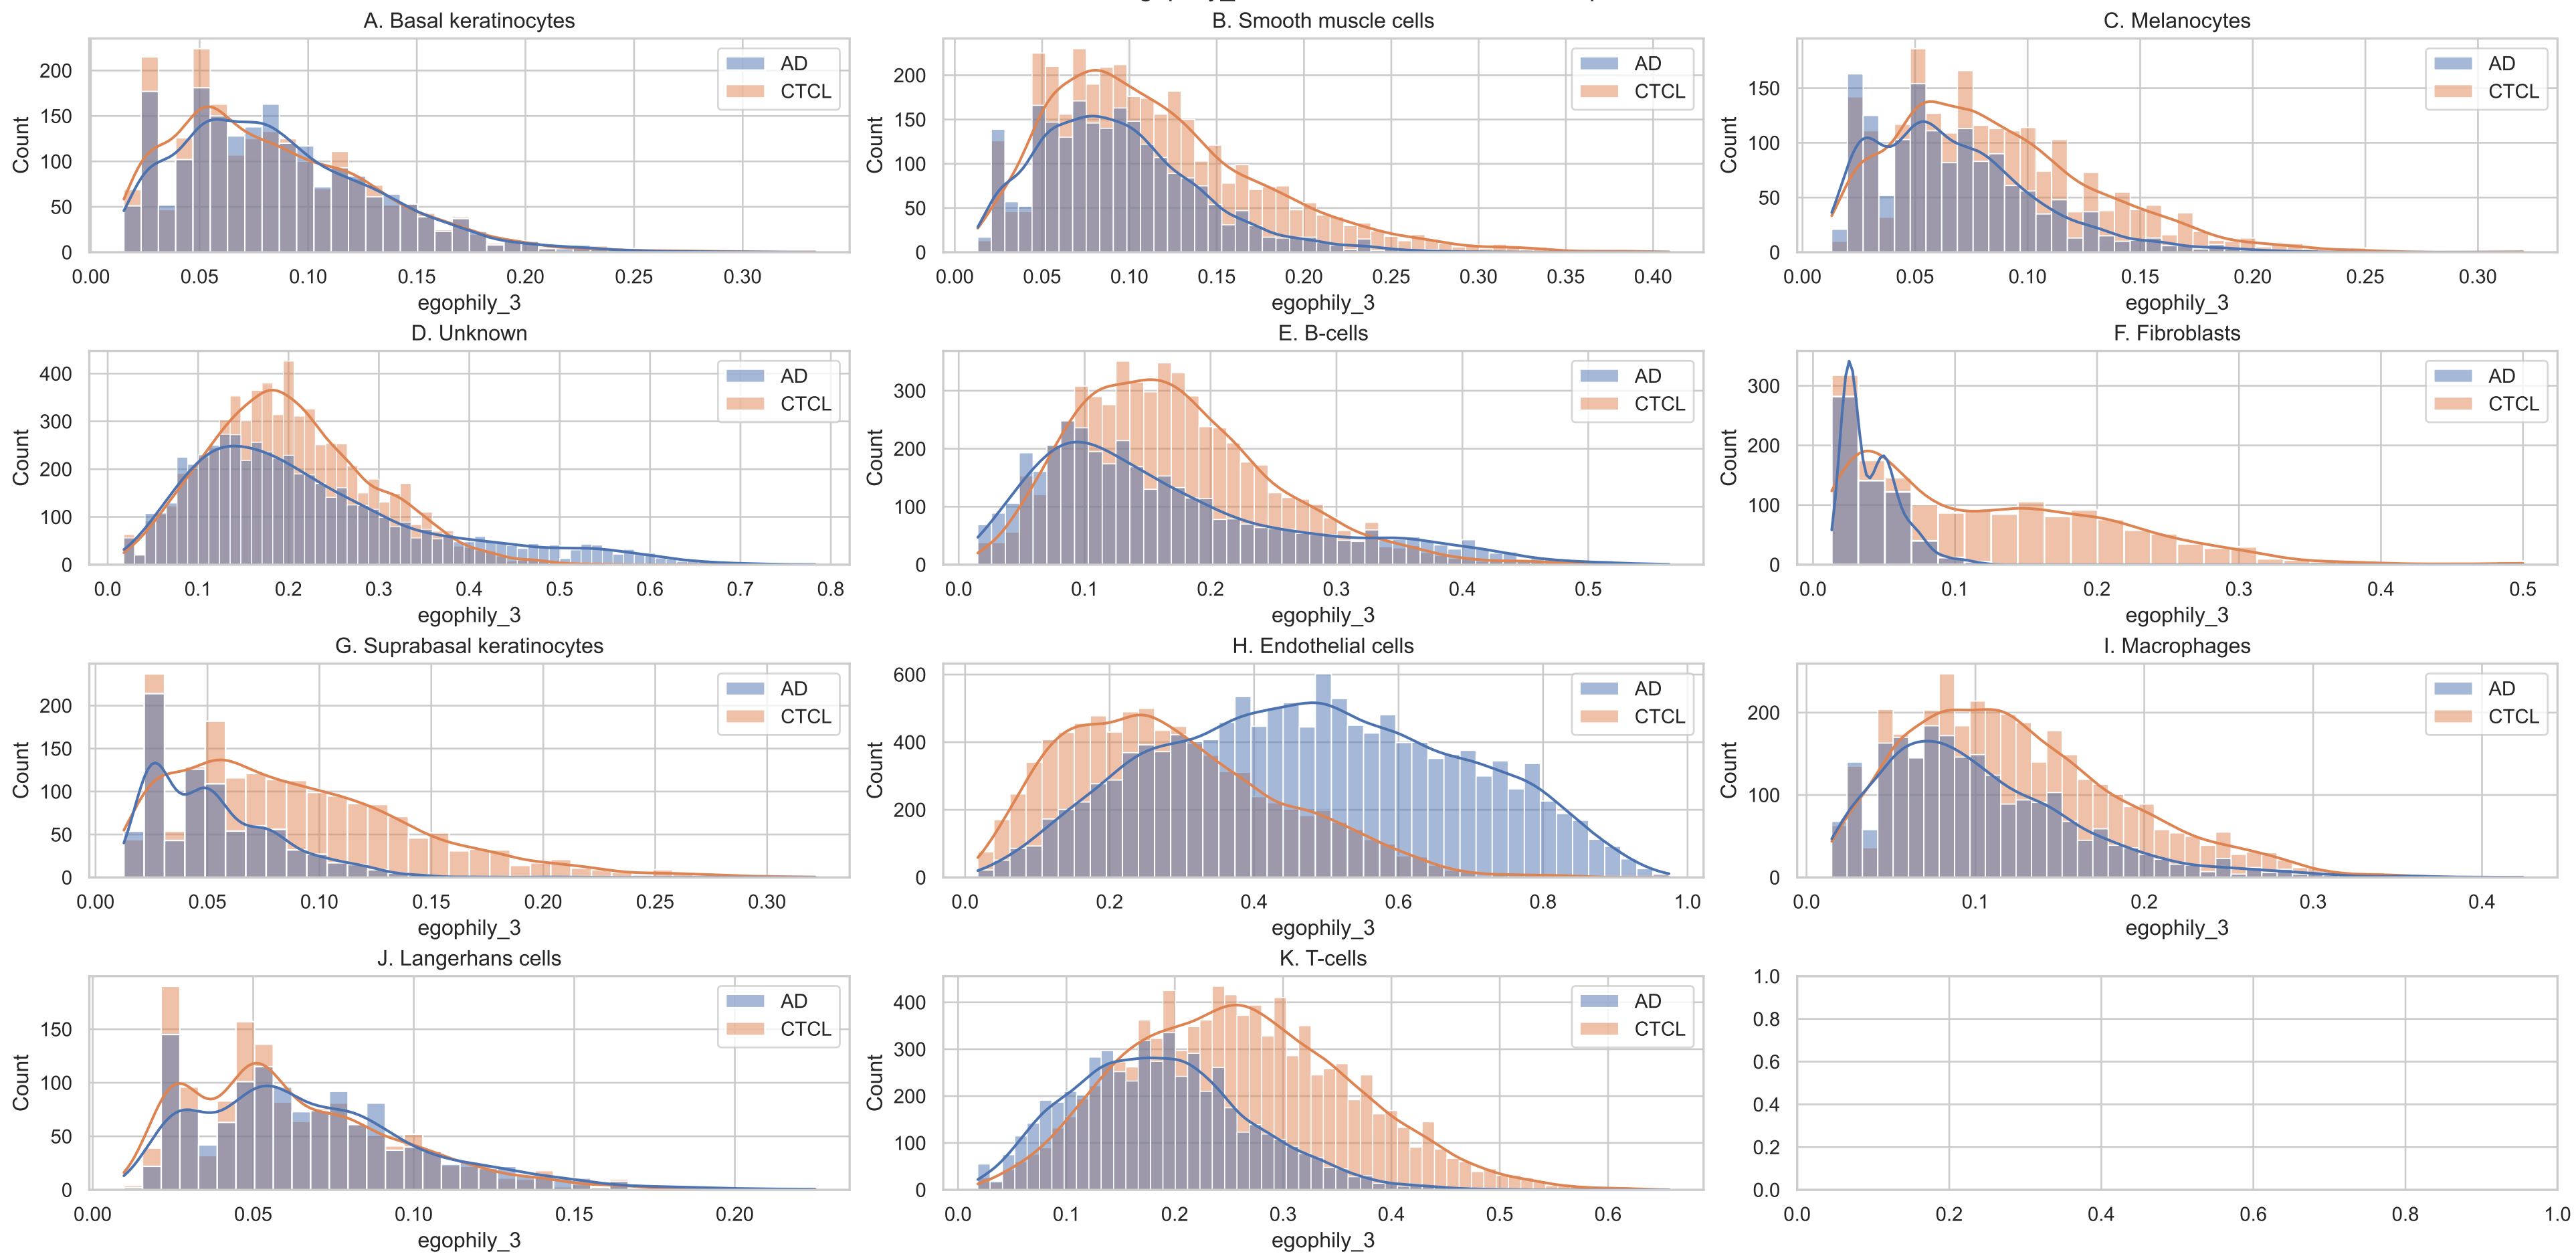 A. Basal keratinocytes
AD
CTCL
Count
200
150
100
50
0
0.00 0.05 0.10 0.15 0.20 0.25 0.30
egophily_3
B. Smooth muscle cells
AD
CTCL
Count
200
150
100
50
0
0.00 0.05 0.10 0.15 0.20 0.25 0.30 0.35 0.40
egophily_3
C. Melanocytes
AD
CTCL
Count
150
100
50
0
0.00 0.05 0.10 0.15 0.20 0.25 0.30
egophily_3
D. Unknown
AD
CTCL
Count
400
300
200
100
0
0.0 0.1 0.2 0.3 0.4 0.5 0.6 0.7 0.8
egophily_3
E. B-cells
AD
CTCL
Count
300
200
100
0
0.0 0.1 0.2 0.3 0.4 0.5
egophily_3
F. Fibroblasts
AD
CTCL
Count
300
200
100
0
0.0 0.1 0.2 0.3 0.4 0.5
egophily_3
G. Suprabasal keratinocytes
AD
CTCL
Count
200
150
100
50
0
0.00 0.05 0.10 0.15 0.20 0.25 0.30
egophily_3
H. Endothelial cells
AD
CTCL
Count
600
400
200
0
0.0 0.2 0.4 0.6 0.8 1.0
egophily_3
I. Macrophages
AD
CTCL
Count
200
100
0
0.0 0.1 0.2 0.3 0.4
egophily_3
J. Langerhans cells
AD
CTCL
Count
150
100
50
0
0.00 0.05 0.10 0.15 0.20
egophily_3
K. T-cells
AD
CTCL
Count
400
300
200
100
0
0.0 0.1 0.2 0.3 0.4 0.5 0.6
egophily_3
1.0
0.8
0.6
0.4
0.2
0.0
0.0 0.2 0.4 0.6 0.8 1.0